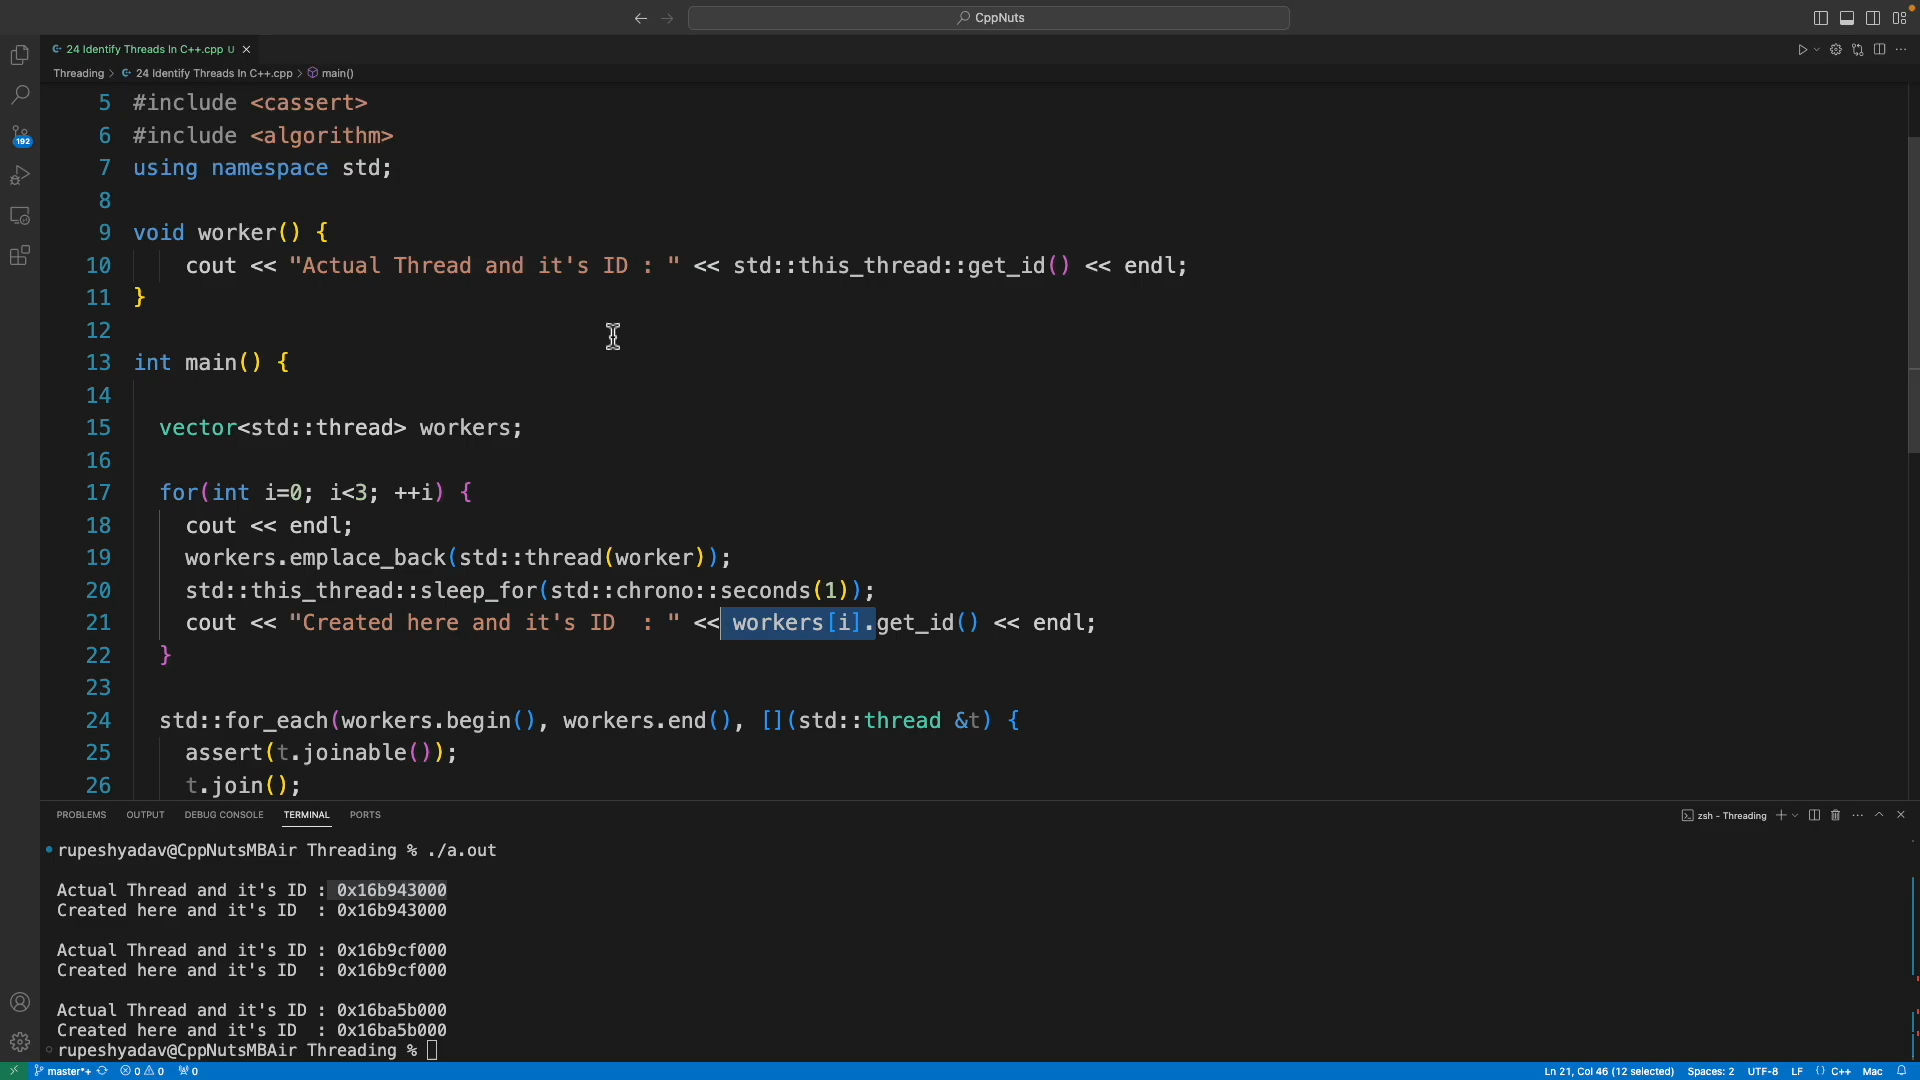 CppNuts
24 Identify Threads In C++.cpp U
Threading > 24 Identify Threads In C++.cpp > main()
5 #include <cassert>
6 #include <algorithm>
7 using namespace std;
8
9 void worker() {
10 cout << "Actual Thread and it's ID : " << std::this_thread::get_id() << endl;
11 }
12
13 int main() {
14
15 vector<std::thread> workers;
16
17 for(int i=0; i<3; ++i) {
18 cout << endl;
19 workers.emplace_back(std::thread(worker));
20 std::this_thread::sleep_for(std::chrono::seconds(1));
21 cout << "Created here and it's ID  : " << workers[i].get_id() << endl;
22 }
23
24 std::for_each(workers.begin(), workers.end(), [](std::thread &t) {
25 assert(t.joinable());
26 t.join();
192
PROBLEMS OUTPUT DEBUG CONSOLE TERMINAL PORTS zsh - Threading
rupeshyadav@CppNutsMBAir Threading % ./a.out
Actual Thread and it's ID : 0x16b943000
Created here and it's ID  : 0x16b943000
Actual Thread and it's ID : 0x16b9cf000
Created here and it's ID  : 0x16b9cf000
Actual Thread and it's ID : 0x16ba5b000
Created here and it's ID  : 0x16ba5b000
rupeshyadav@CppNutsMBAir Threading %
master*+ 0 0 0 Ln 21, Col 46 (12 selected) Spaces: 2 UTF-8 LF {} C++ Mac